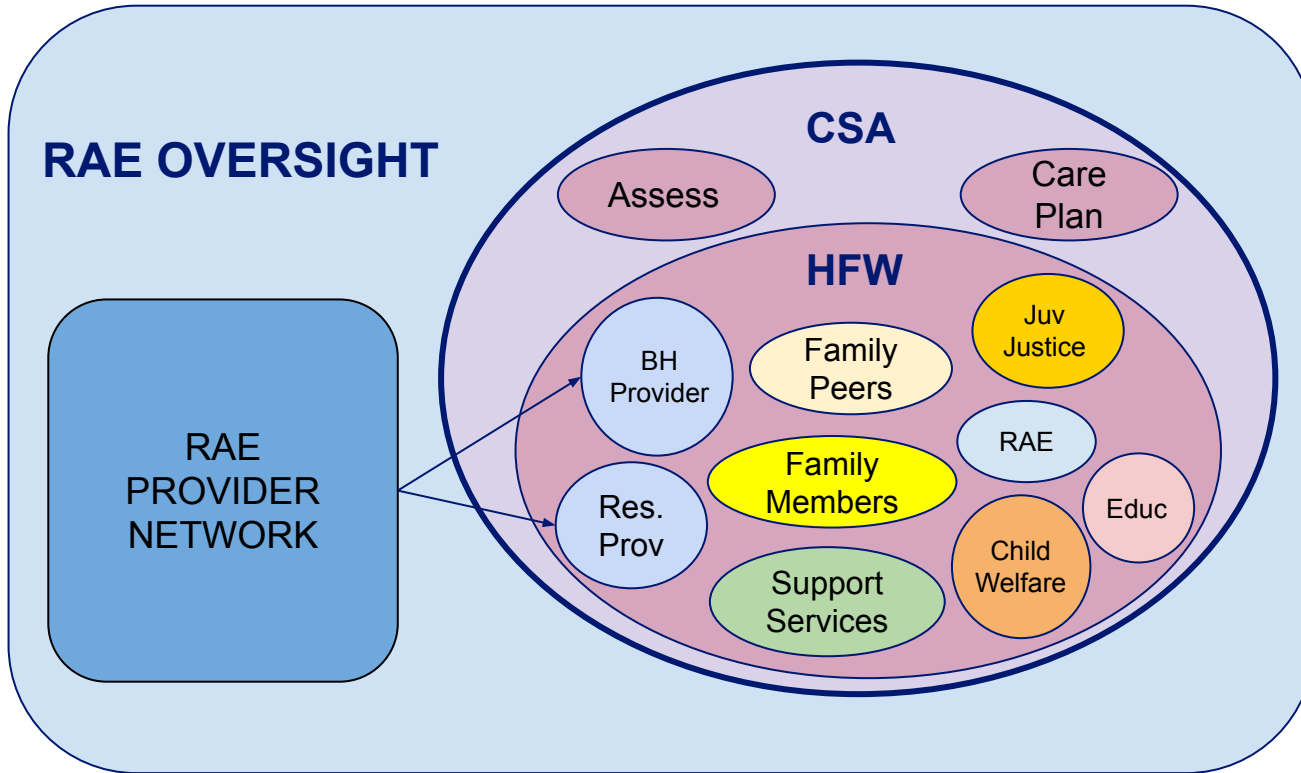 RAE OVERSIGHT
CSA
Assess
Care
Plan
HFW
BH
Provider
Family
Peers
Juv
Justice
RAE
PROVIDER
NETWORK
Family
Members
RAE
Res.
Prov
Educ
Child
Welfare
Support
Services